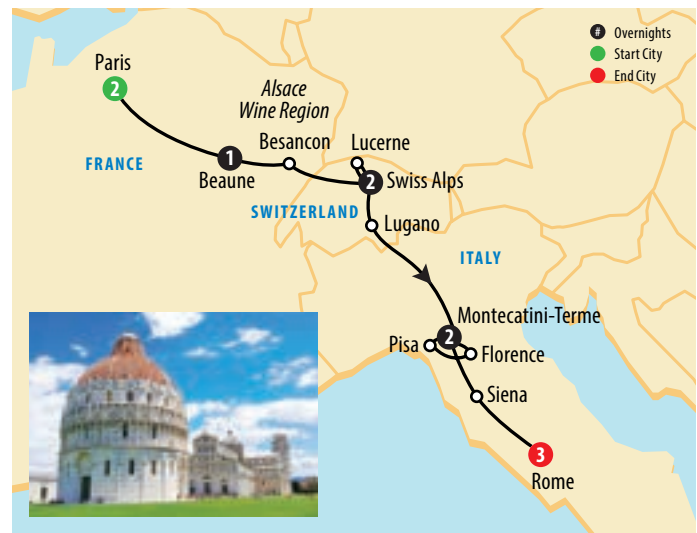 # Overnights
Start City
End City
Paris
2
Alsace
Wine Region
Besancon
Lucerne
1
FRANCE
Beaune
2 Swiss Alps
SWITZERLAND
Lugano
ITALY
Montecatini-Terme
2
Pisa
Florence
Siena
3
Rome